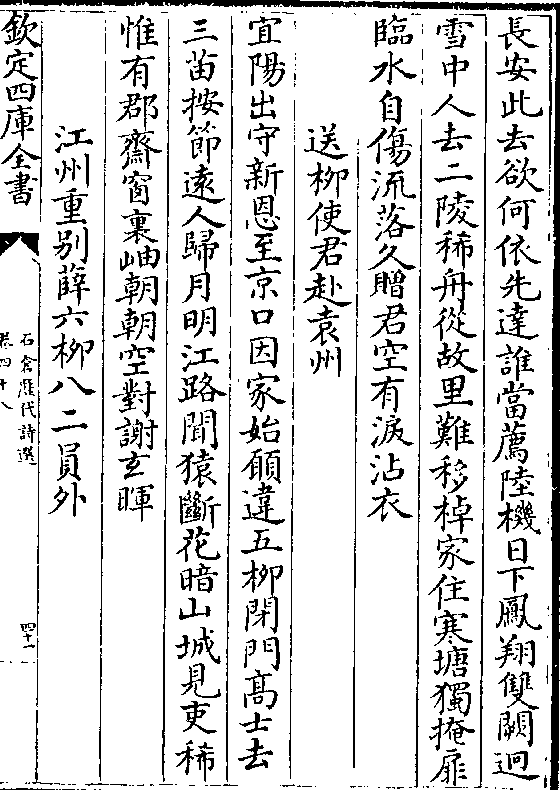 長安此去欲何依先達誰當薦陸機日下鳳翔雙闕迥
雪中人去二陵稀舟從故里難移棹家住寒塘獨掩扉
臨水自傷流落久贈君空有淚沾衣
送柳使君赴袁州
宜陽出守新恩至京口因家始願違五柳閉門髙士去
三苗按節逺人歸月明江路聞猿斷花暗山城見吏稀
惟有郡齋窗裏岫朝朝空對謝玄暉
江州重别薛六柳八二員外
欽定四庫全書
石倉歷代詩選
卷四十八
四十一